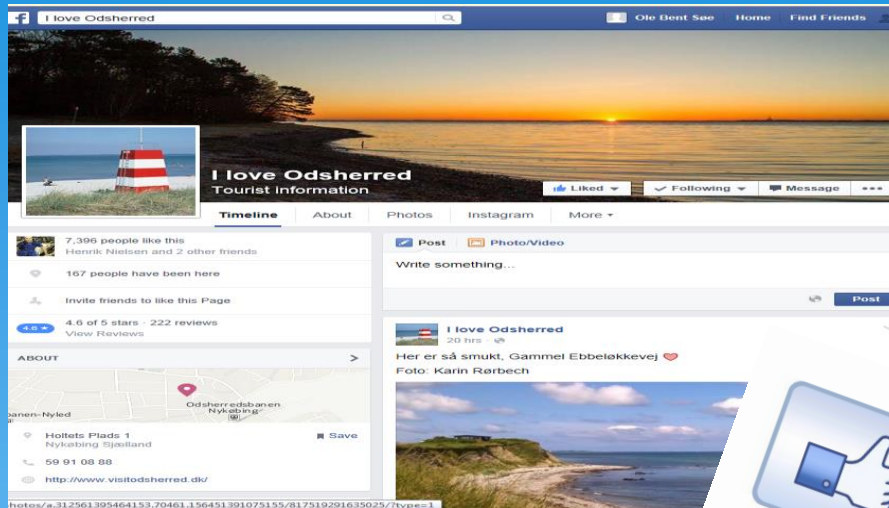 f I love Odsherred
Ole Bent Søe Home Find Friends
I love Odsherred
Tourist information
Liked Following Message
Timeline About Photos Instagram More
7,396 people like this
Henrik Nielsen and 2 other friends
167 people have been here
Invite friends to like this Page
4.6 4.6 of 5 stars · 222 reviews
View Reviews
ABOUT
Odsherredsbanen
Nykøbing
banen-Nyled
Holtets Plads 1
Nykøbing Sjælland
Save
59 91 08 88
http://www.visitodsherred.dk/
hotos/a.312561395464153.70461.156451391075155/817519291635025/?type=1
Post Photo/Video
Write something...
Post
I love Odsherred
20 hrs ·
Her er så smukt, Gammel Ebbeløkkevej
Foto: Karin Rørbech